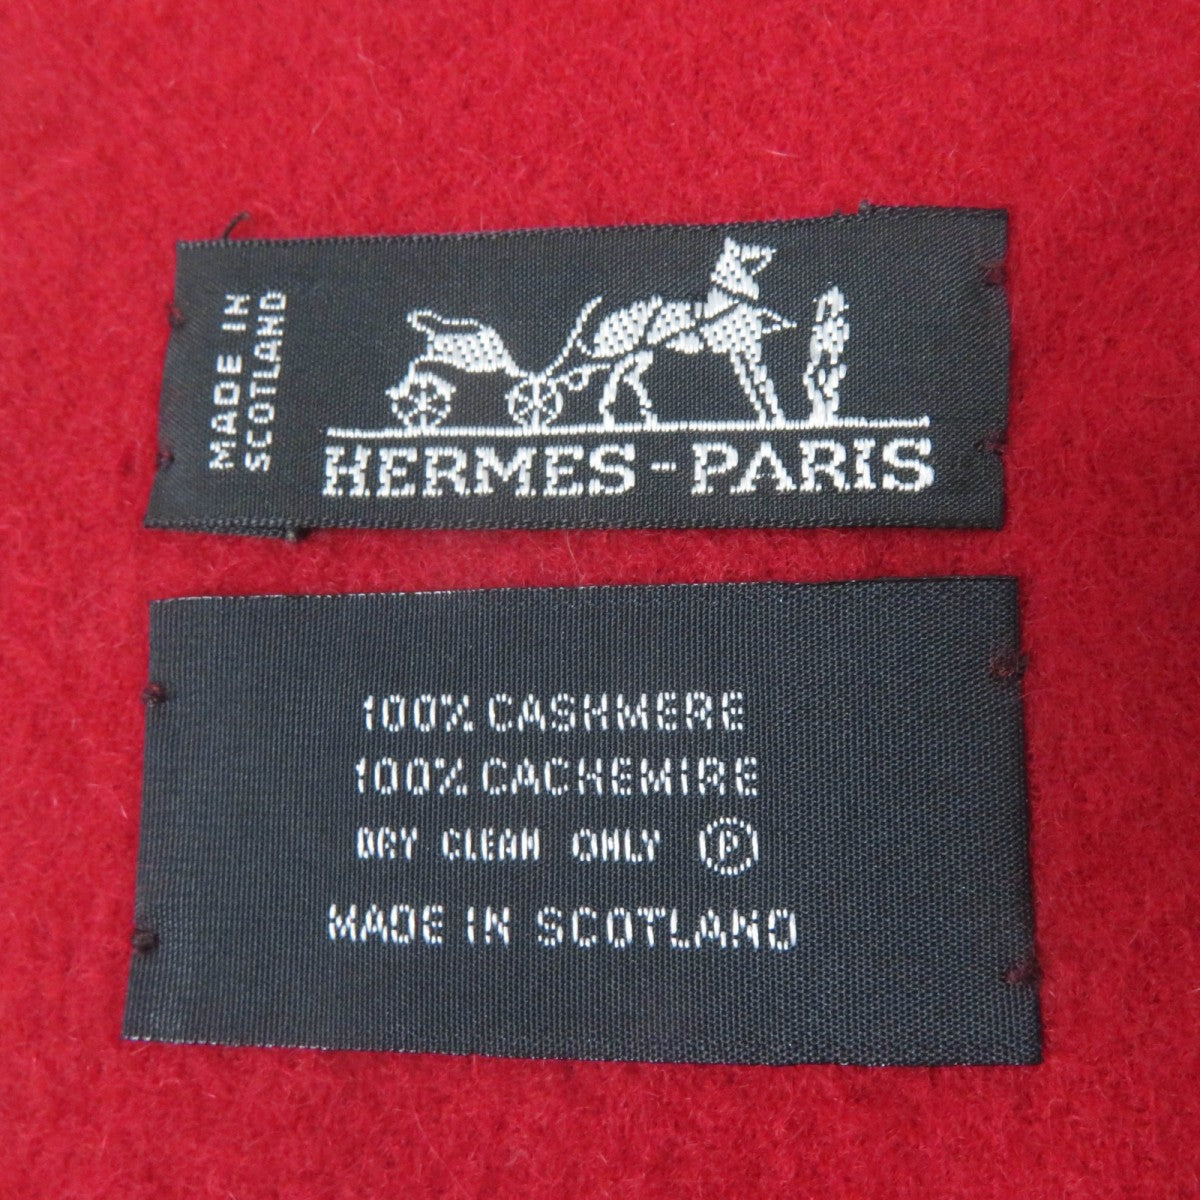 MADE IN
SCOTLAND
HERMES-PARIS
100% CASHMERE
100% CACHEMIRE
DRY CLEAN ONLY Ⓟ
MADE IN SCOTLAND